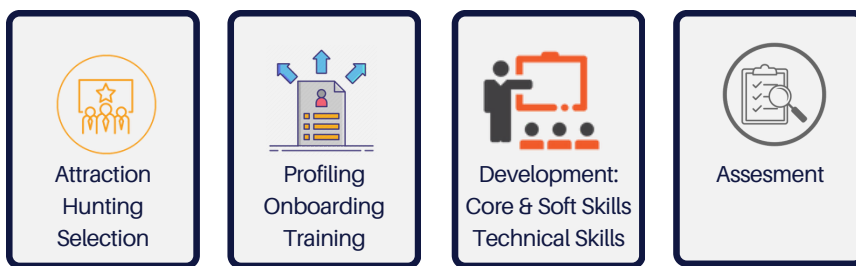 Attraction
Hunting
Selection
Profiling
Onboarding
Training
Development:
Core & Soft Skills
Technical Skills
Assesment